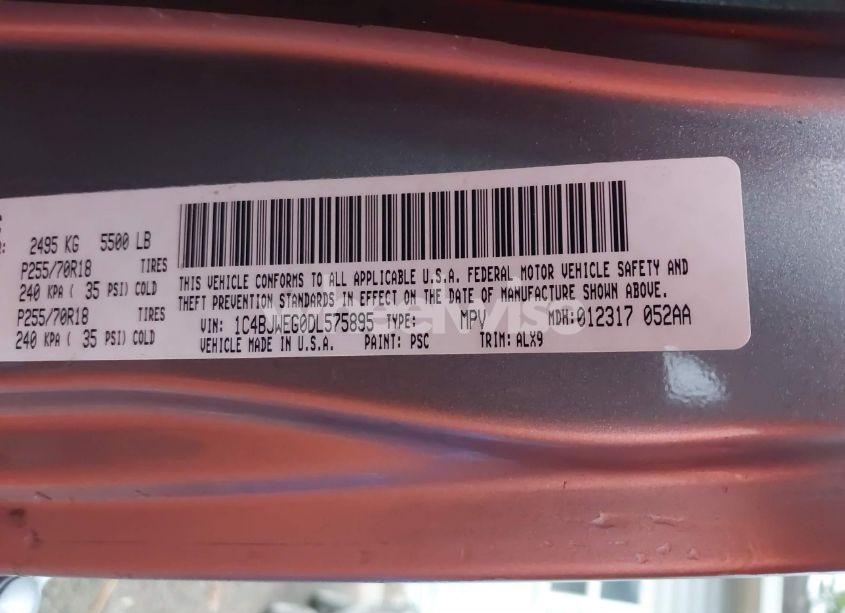 2495 KG 5500 LB
P255/70R18 TIRES
240 KPA ( 35 PSI) COLD
P255/70R18 TIRES
240 KPA ( 35 PSI) COLD
THIS VEHICLE CONFORMS TO ALL APPLICABLE U.S.A. FEDERAL MOTOR VEHICLE SAFETY AND
THEFT PREVENTION STANDARDS IN EFFECT ON THE DATE OF MANUFACTURE SHOWN ABOVE.
VIN: 1C4BJWEG0DL575895 TYPE: MPV MDH:012317 052AA
VEHICLE MADE IN U.S.A. PAINT: PSC TRIM: ALX9